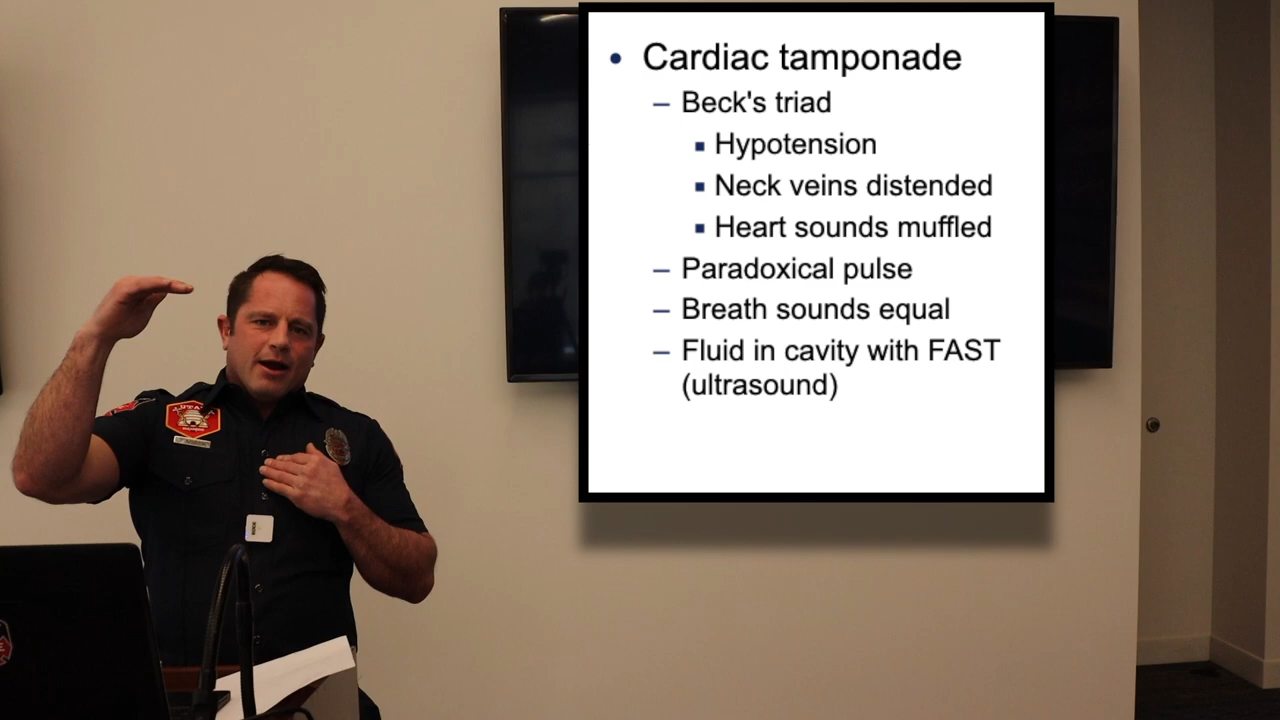 Cardiac tamponade
Beck's triad
Hypotension
Neck veins distended
Heart sounds muffled
Paradoxical pulse
Breath sounds equal
Fluid in cavity with FAST
(ultrasound)
UTAH